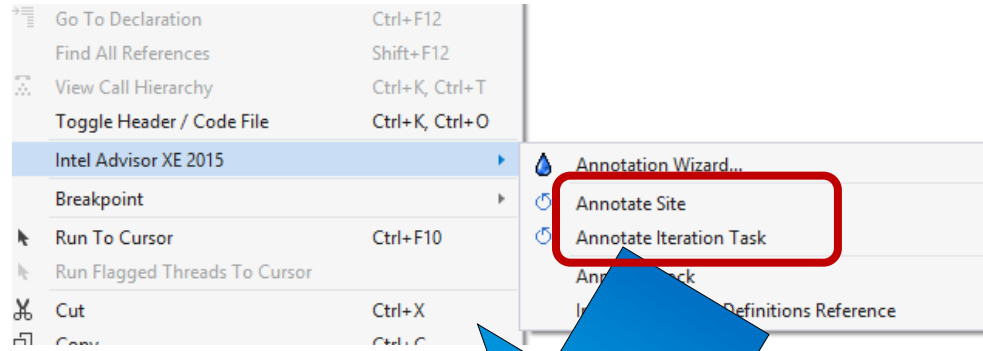 Go To Declaration Ctrl+F12
Find All References Shift+F12
View Call Hierarchy Ctrl+K, Ctrl+T
Toggle Header / Code File Ctrl+K, Ctrl+O
Intel Advisor XE 2015
Breakpoint
Run To Cursor Ctrl+F10
Run Flagged Threads To Cursor
Cut Ctrl+X
Copy Ctrl+C
Annotation Wizard...
Annotate Site
Annotate Iteration Task
Definitions Reference